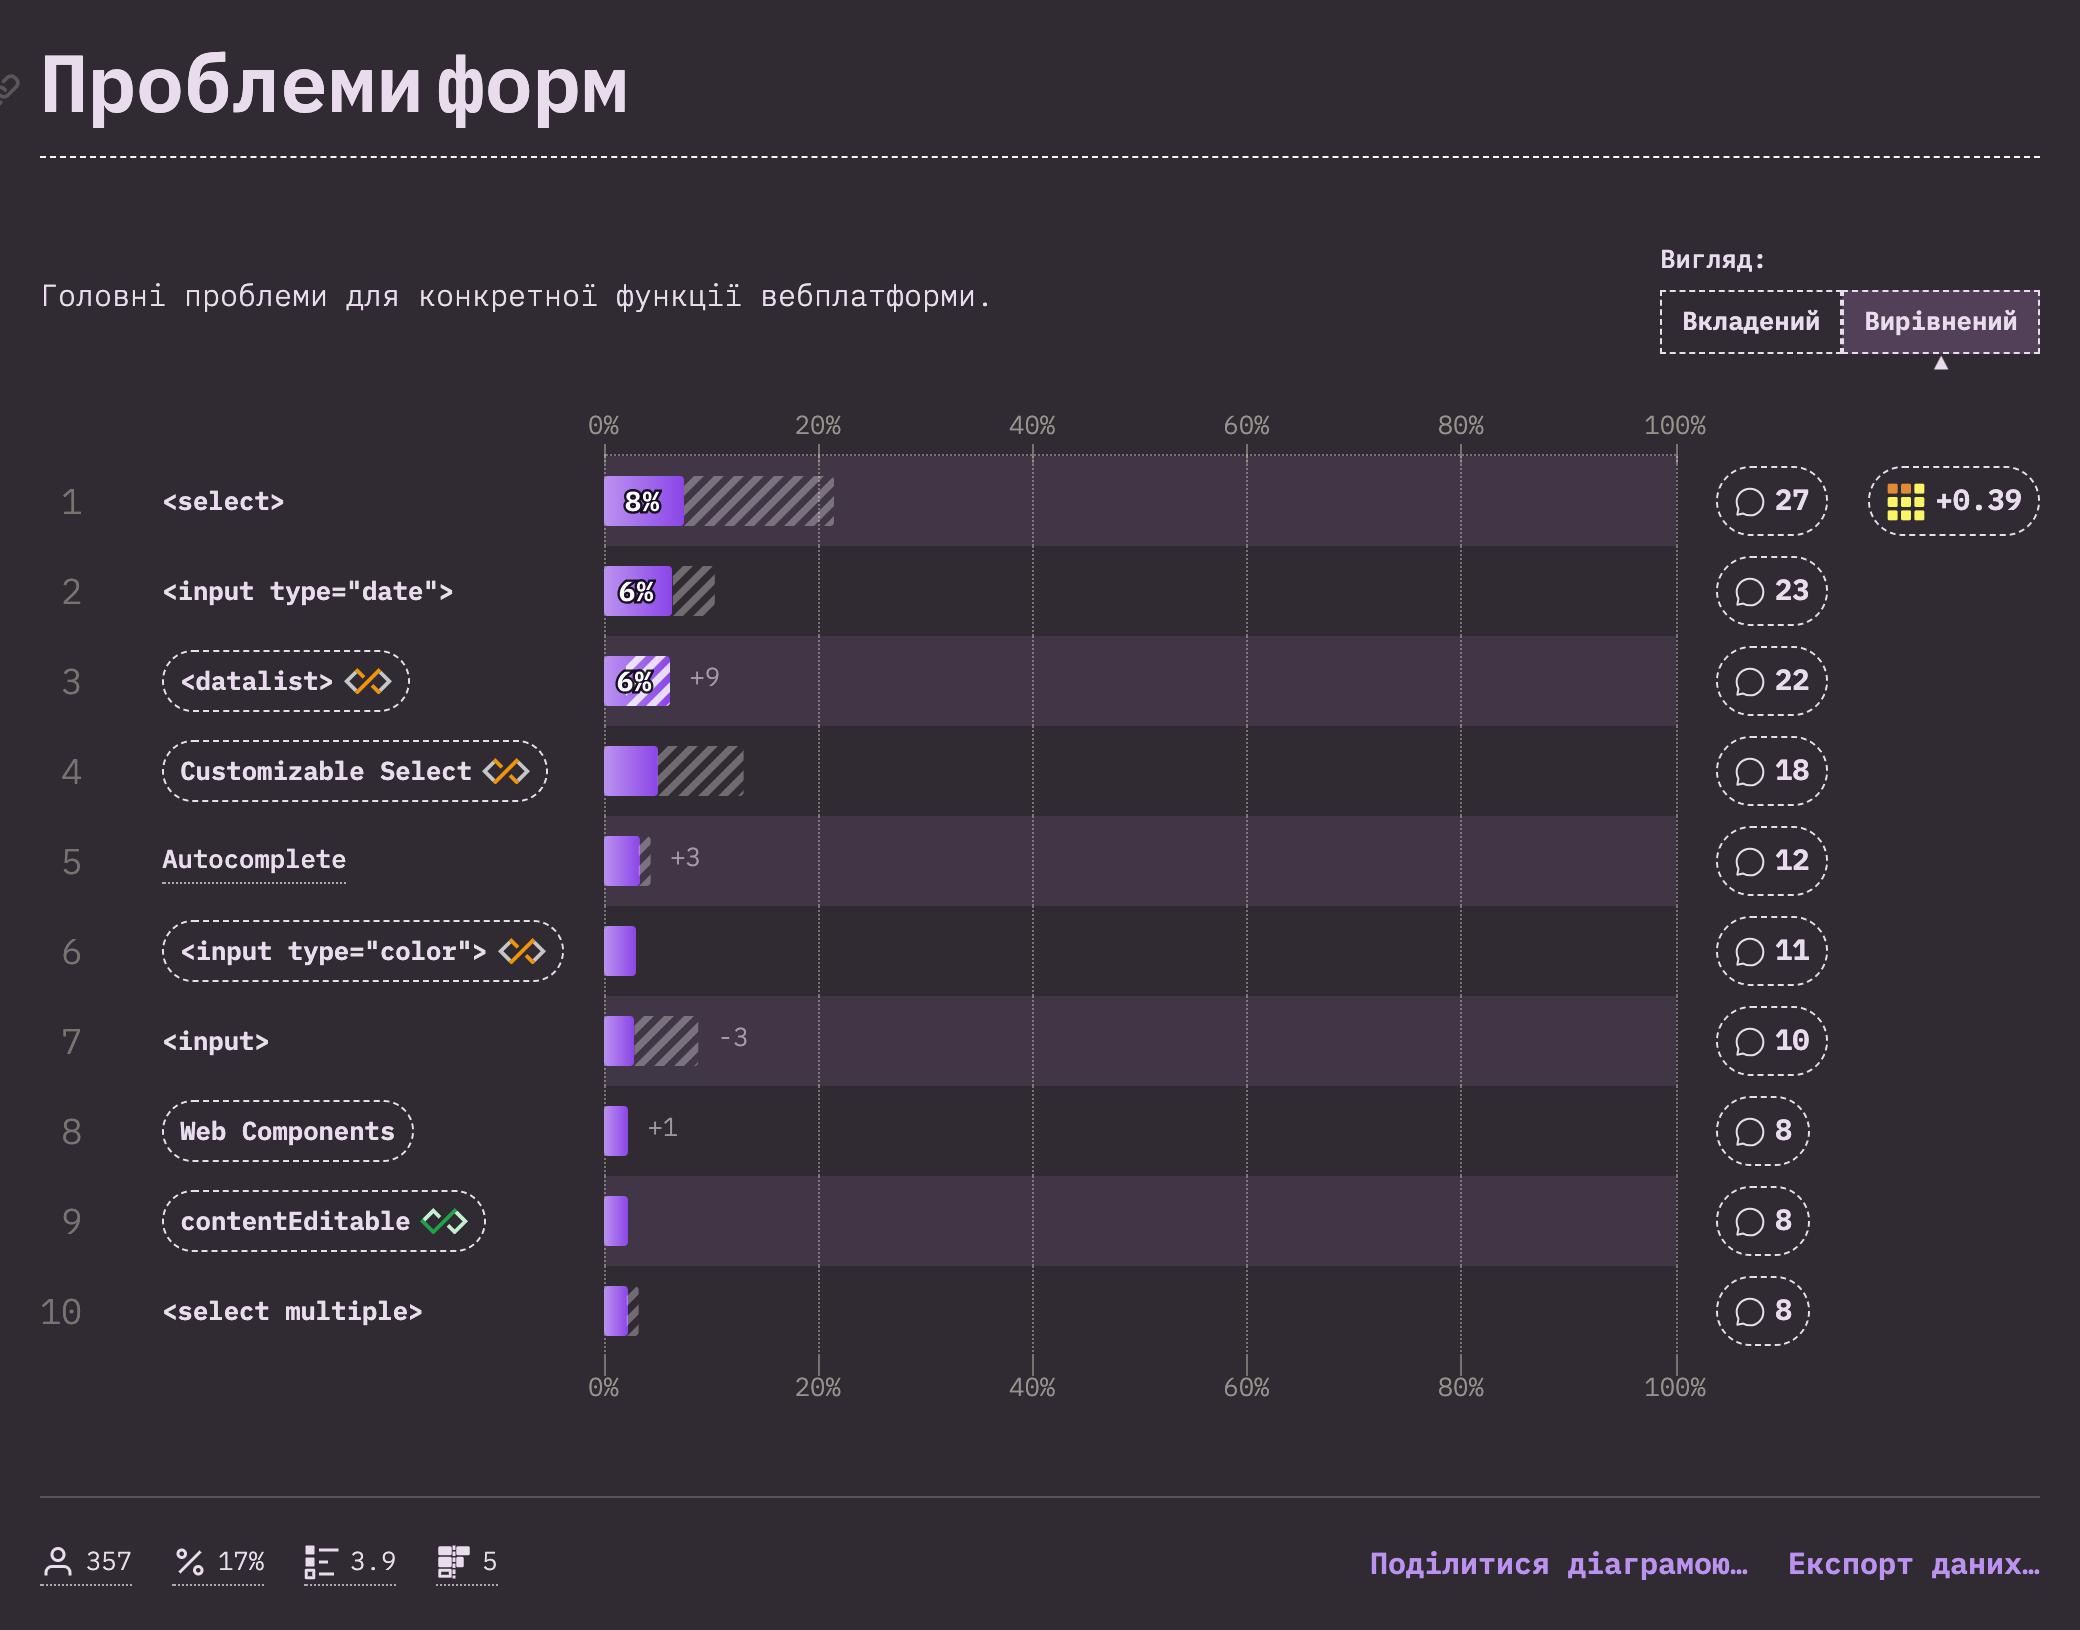 Проблеми форм
Головні проблеми для конкретної функції вебплатформи.
Вигляд:
Вкладений Вирівнений
0% 20% 40% 60% 80% 100%
1 <select> 8% 27 +0.39
2 <input type="date"> 6% 23
3 <datalist> 6% +9 22
4 Customizable Select 18
5 Autocomplete +3 12
6 <input type="color"> 11
7 <input> -3 10
8 Web Components +1 8
9 contentEditable 8
10 <select multiple> 8
0% 20% 40% 60% 80% 100%
357 17% 3.9 5 Поділитися діаграмою… Експорт даних…